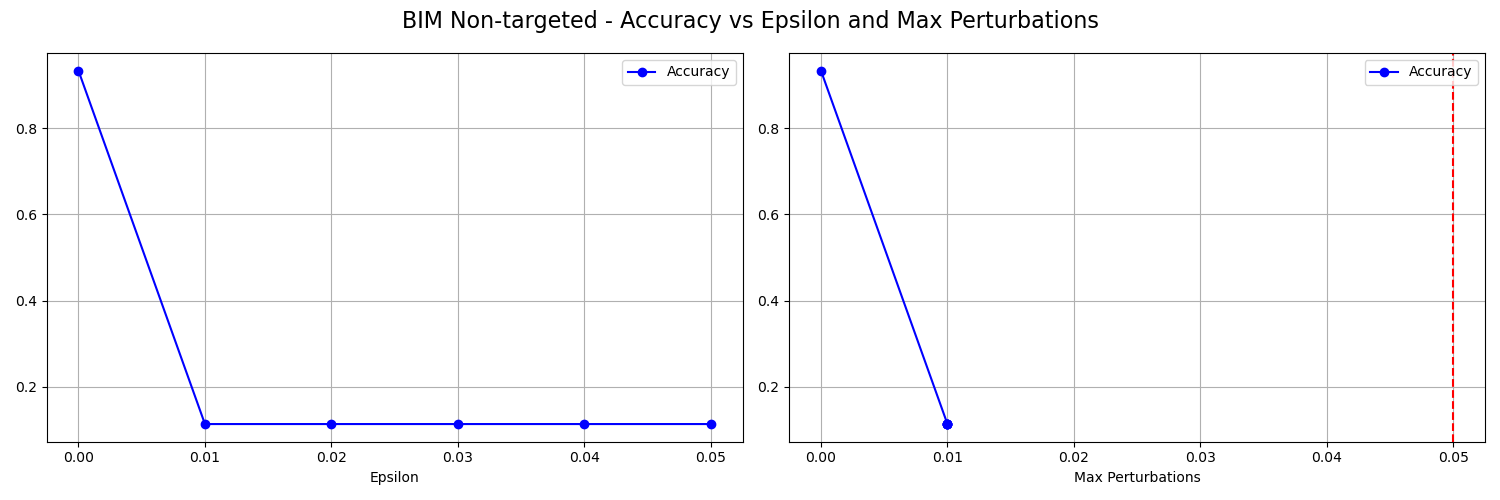 BIM Non-targeted - Accuracy vs Epsilon and Max Perturbations
Accuracy
0.8
0.6
0.4
0.2
0.00 0.01 0.02 0.03 0.04 0.05
Epsilon
Accuracy
0.8
0.6
0.4
0.2
0.00 0.01 0.02 0.03 0.04 0.05
Max Perturbations